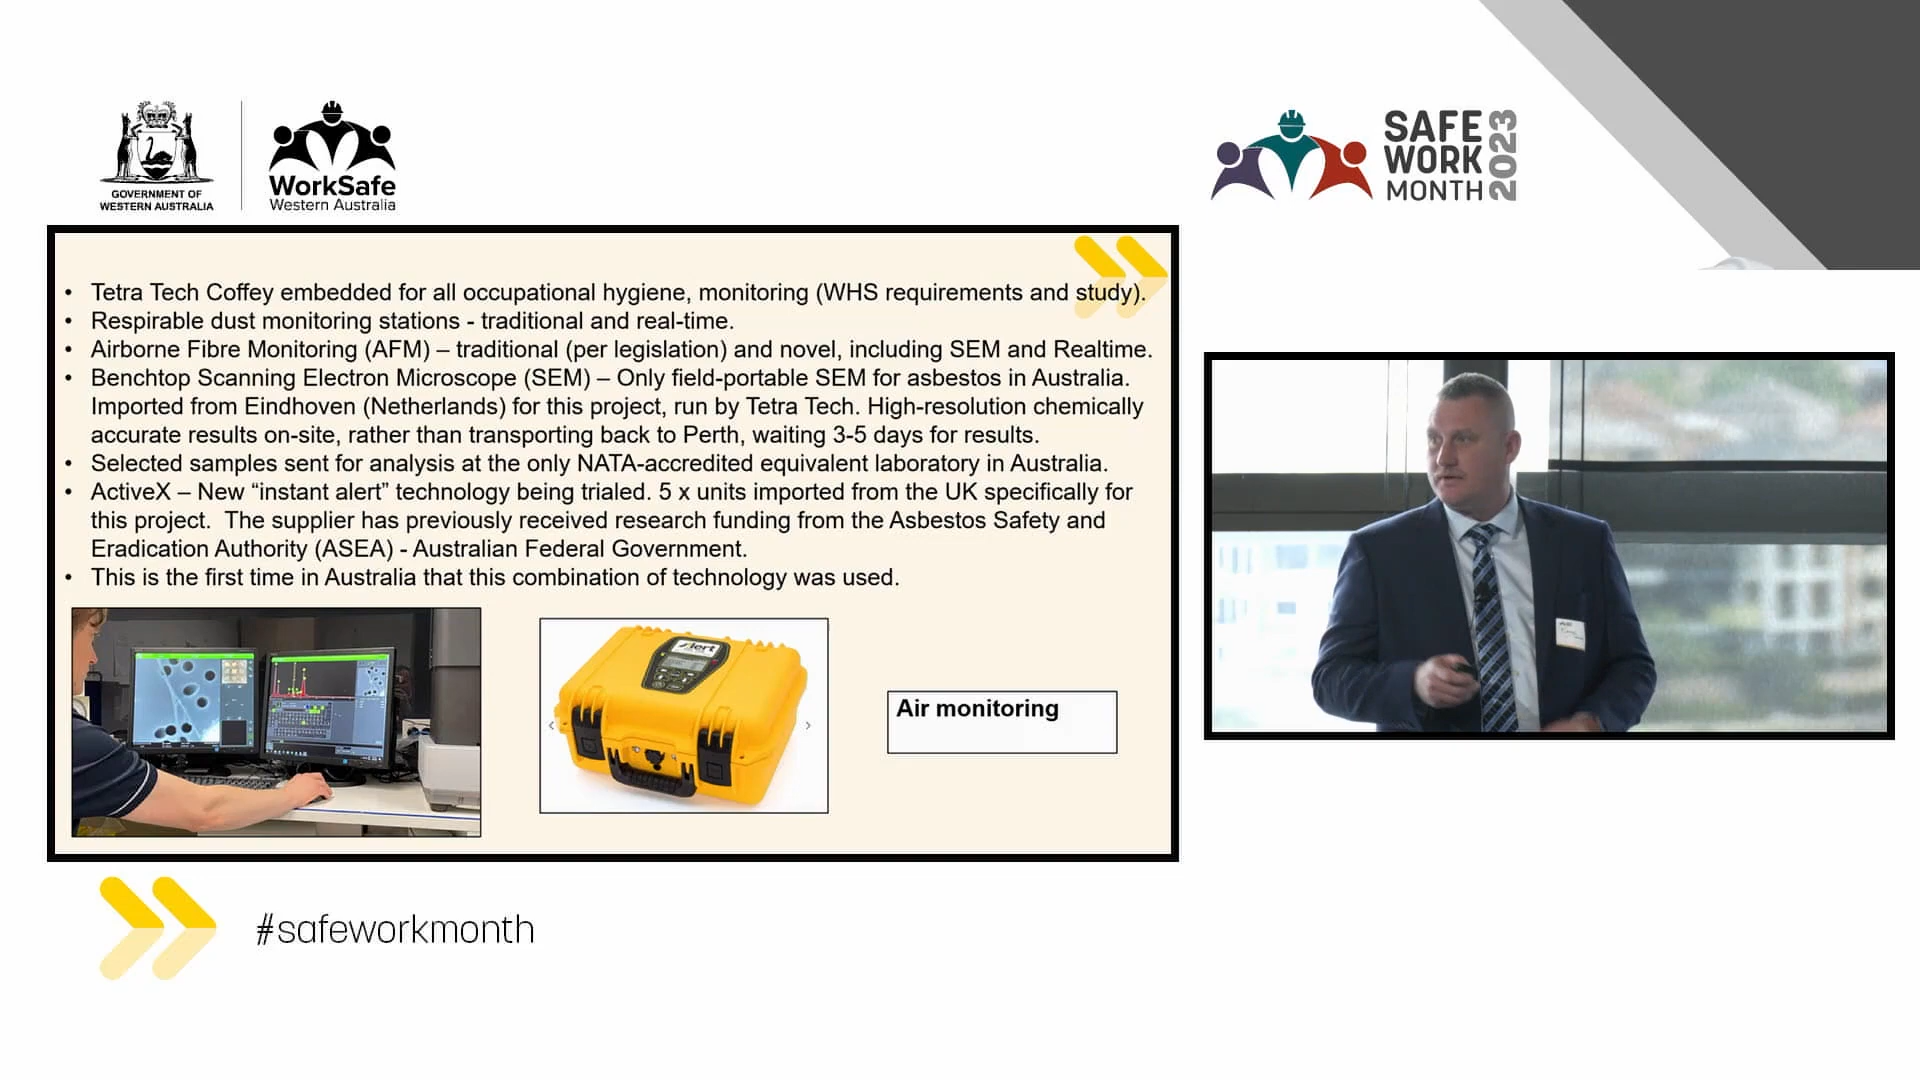 GOVERNMENT OF
WESTERN AUSTRALIA
WorkSafe
Western Australia
SAFE
WORK
MONTH
2023
• Tetra Tech Coffey embedded for all occupational hygiene, monitoring (WHS requirements and study).
• Respirable dust monitoring stations - traditional and real-time.
• Airborne Fibre Monitoring (AFM) – traditional (per legislation) and novel, including SEM and Realtime.
• Benchtop Scanning Electron Microscope (SEM) – Only field-portable SEM for asbestos in Australia.
Imported from Eindhoven (Netherlands) for this project, run by Tetra Tech. High-resolution chemically
accurate results on-site, rather than transporting back to Perth, waiting 3-5 days for results.
• Selected samples sent for analysis at the only NATA-accredited equivalent laboratory in Australia.
• ActiveX – New “instant alert” technology being trialed. 5 x units imported from the UK specifically for
this project.  The supplier has previously received research funding from the Asbestos Safety and
Eradication Authority (ASEA) - Australian Federal Government.
• This is the first time in Australia that this combination of technology was used.
Air monitoring
#safeworkmonth